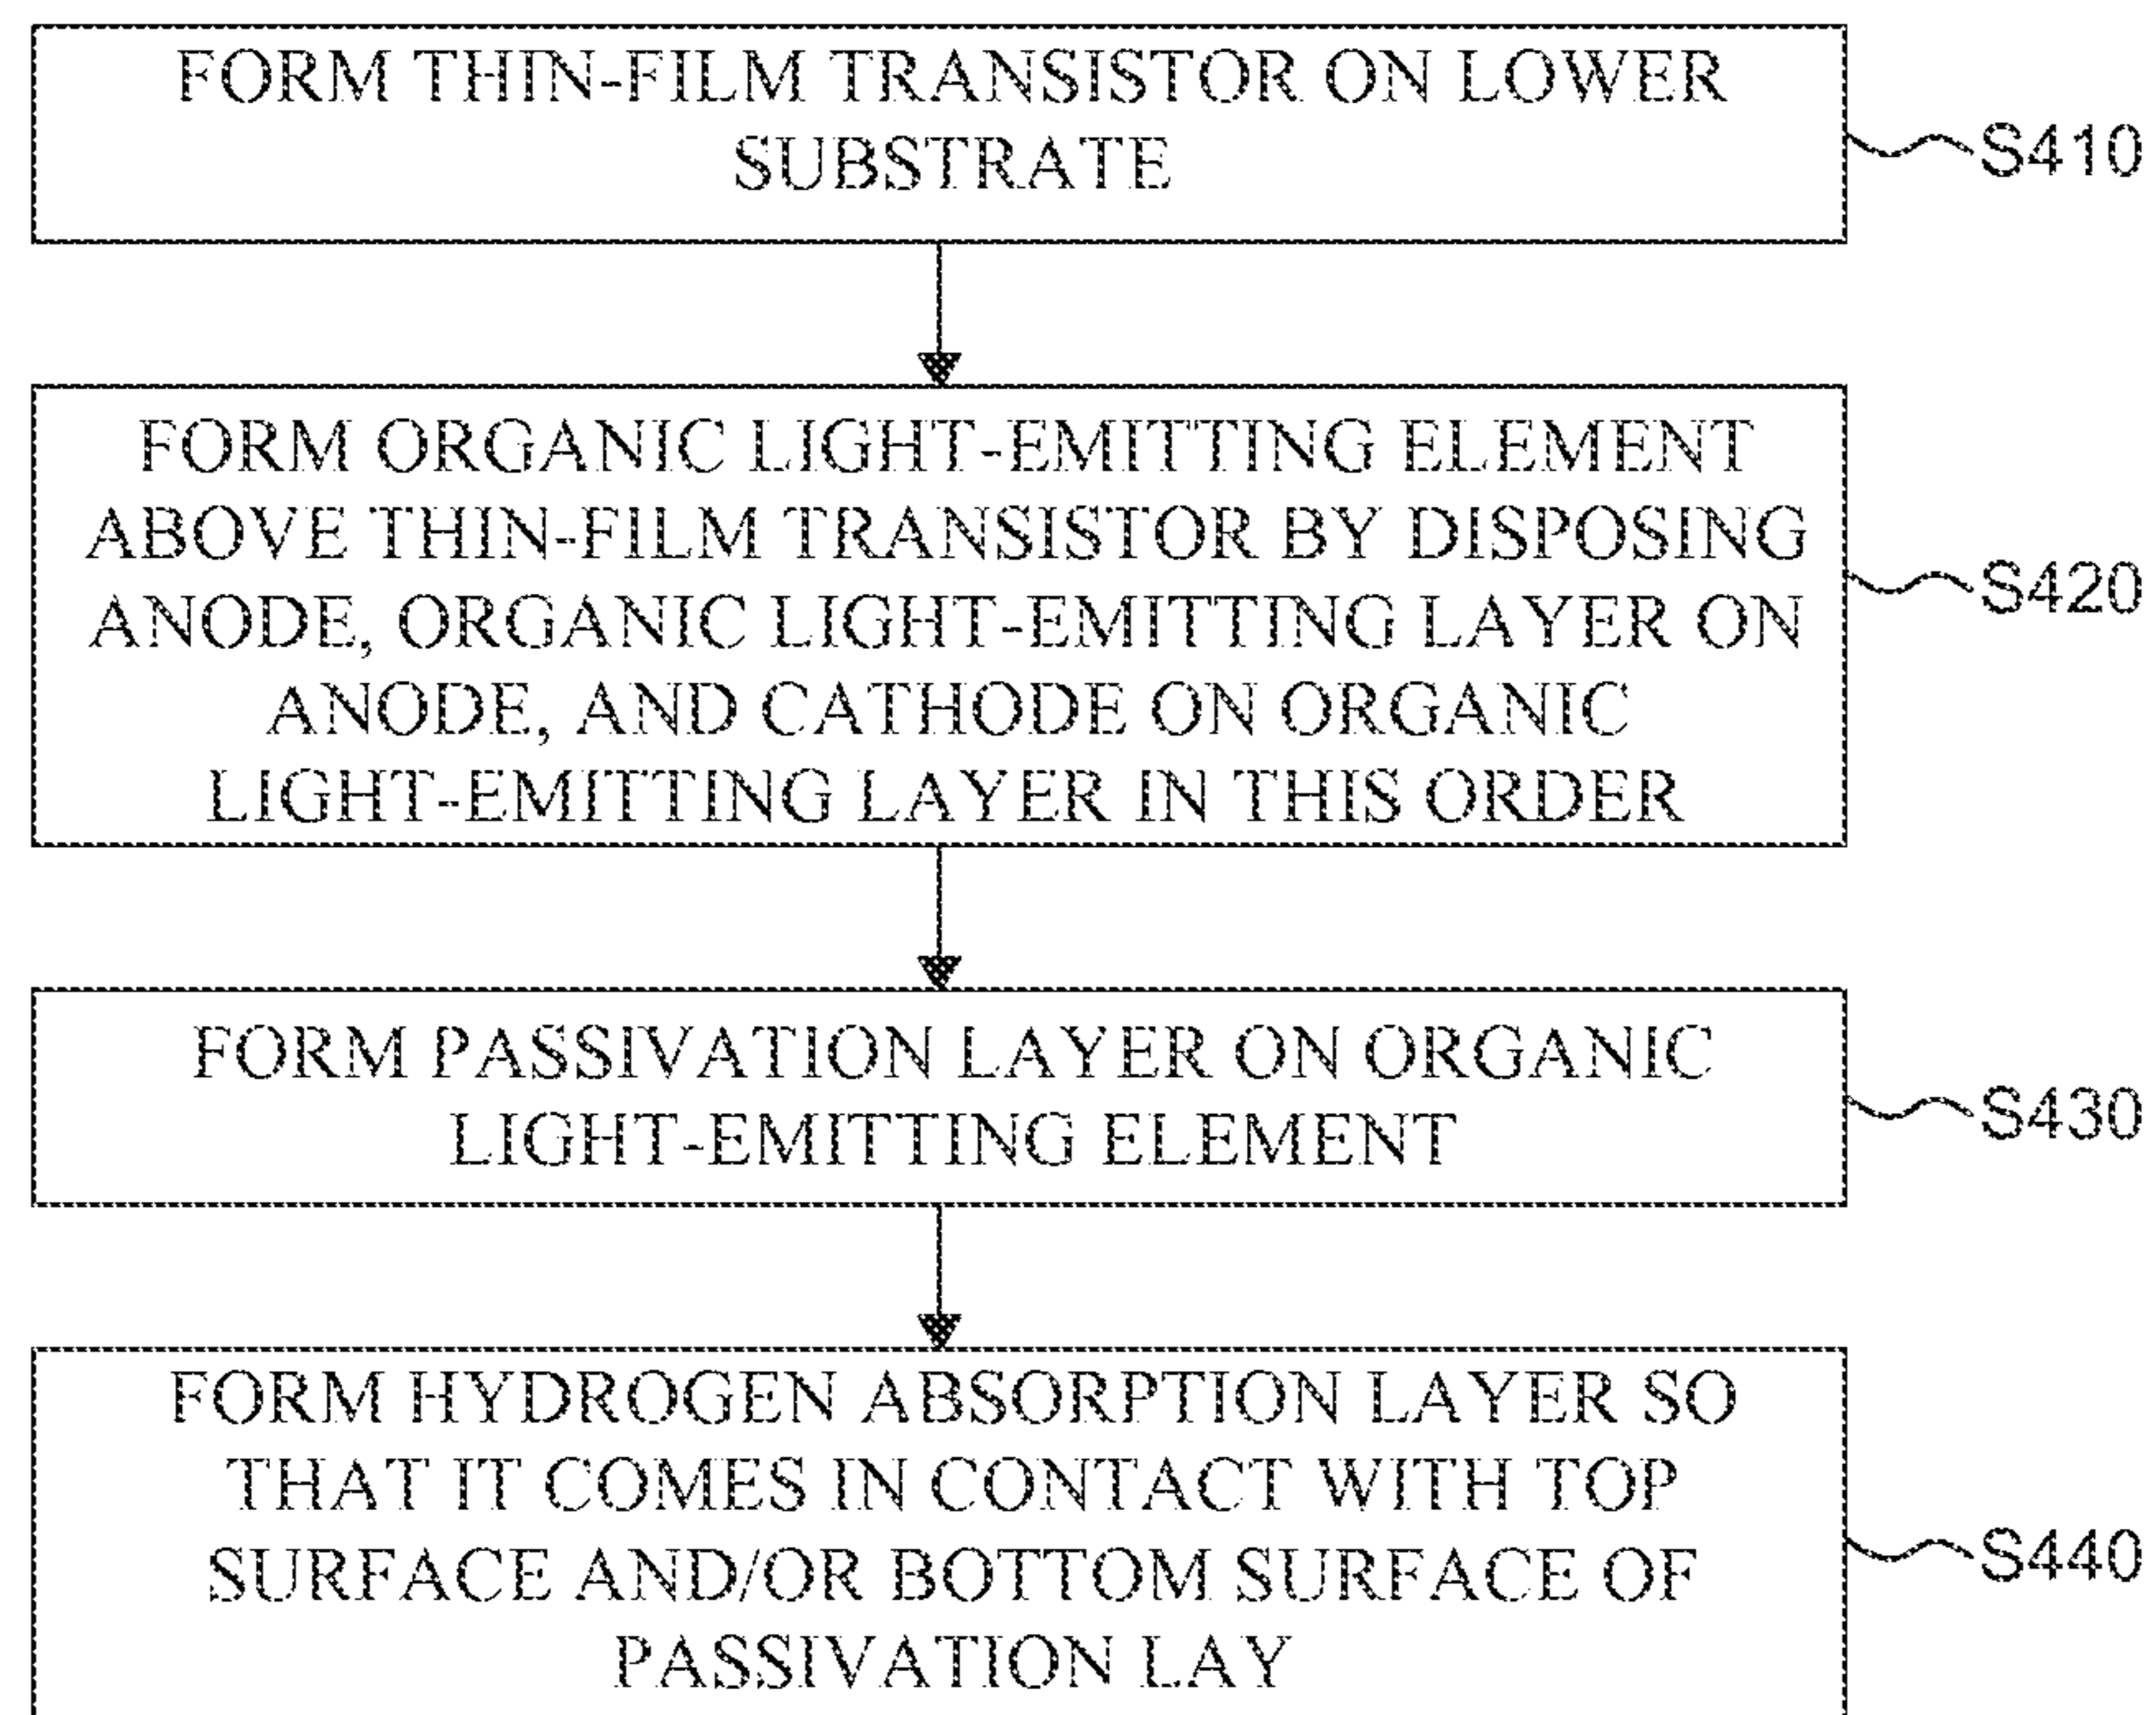 FORM THIN-FILM TRANSISTOR ON LOWER
SUBSTRATE
S410
FORM ORGANIC LIGHT-EMITTING ELEMENT
ABOVE THIN-FILM TRANSISTOR BY DISPOSING
ANODE, ORGANIC LIGHT-EMITTING LAYER ON
ANODE, AND CATHODE ON ORGANIC
LIGHT-EMITTING LAYER IN THIS ORDER
S420
FORM PASSIVATION LAYER ON ORGANIC
LIGHT-EMITTING ELEMENT
S430
FORM HYDROGEN ABSORPTION LAYER SO
THAT IT COMES IN CONTACT WITH TOP
SURFACE AND/OR BOTTOM SURFACE OF
PASSIVATION LAY
S440